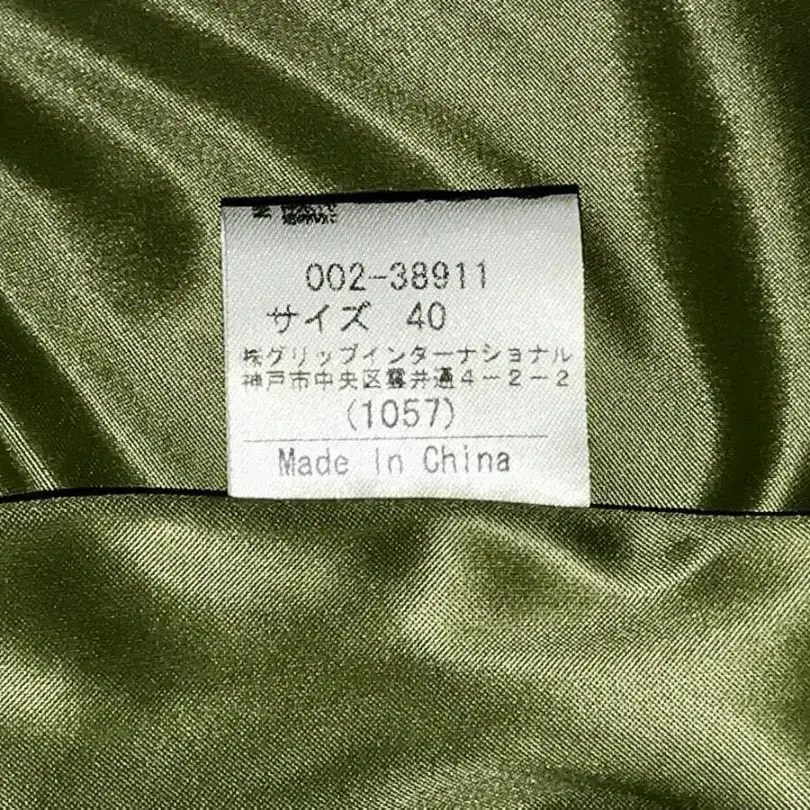 002-38911
サイズ 40
㈱グリップインターナショナル
神戸市中央区雲井通4-2-2
(1057)
Made In China